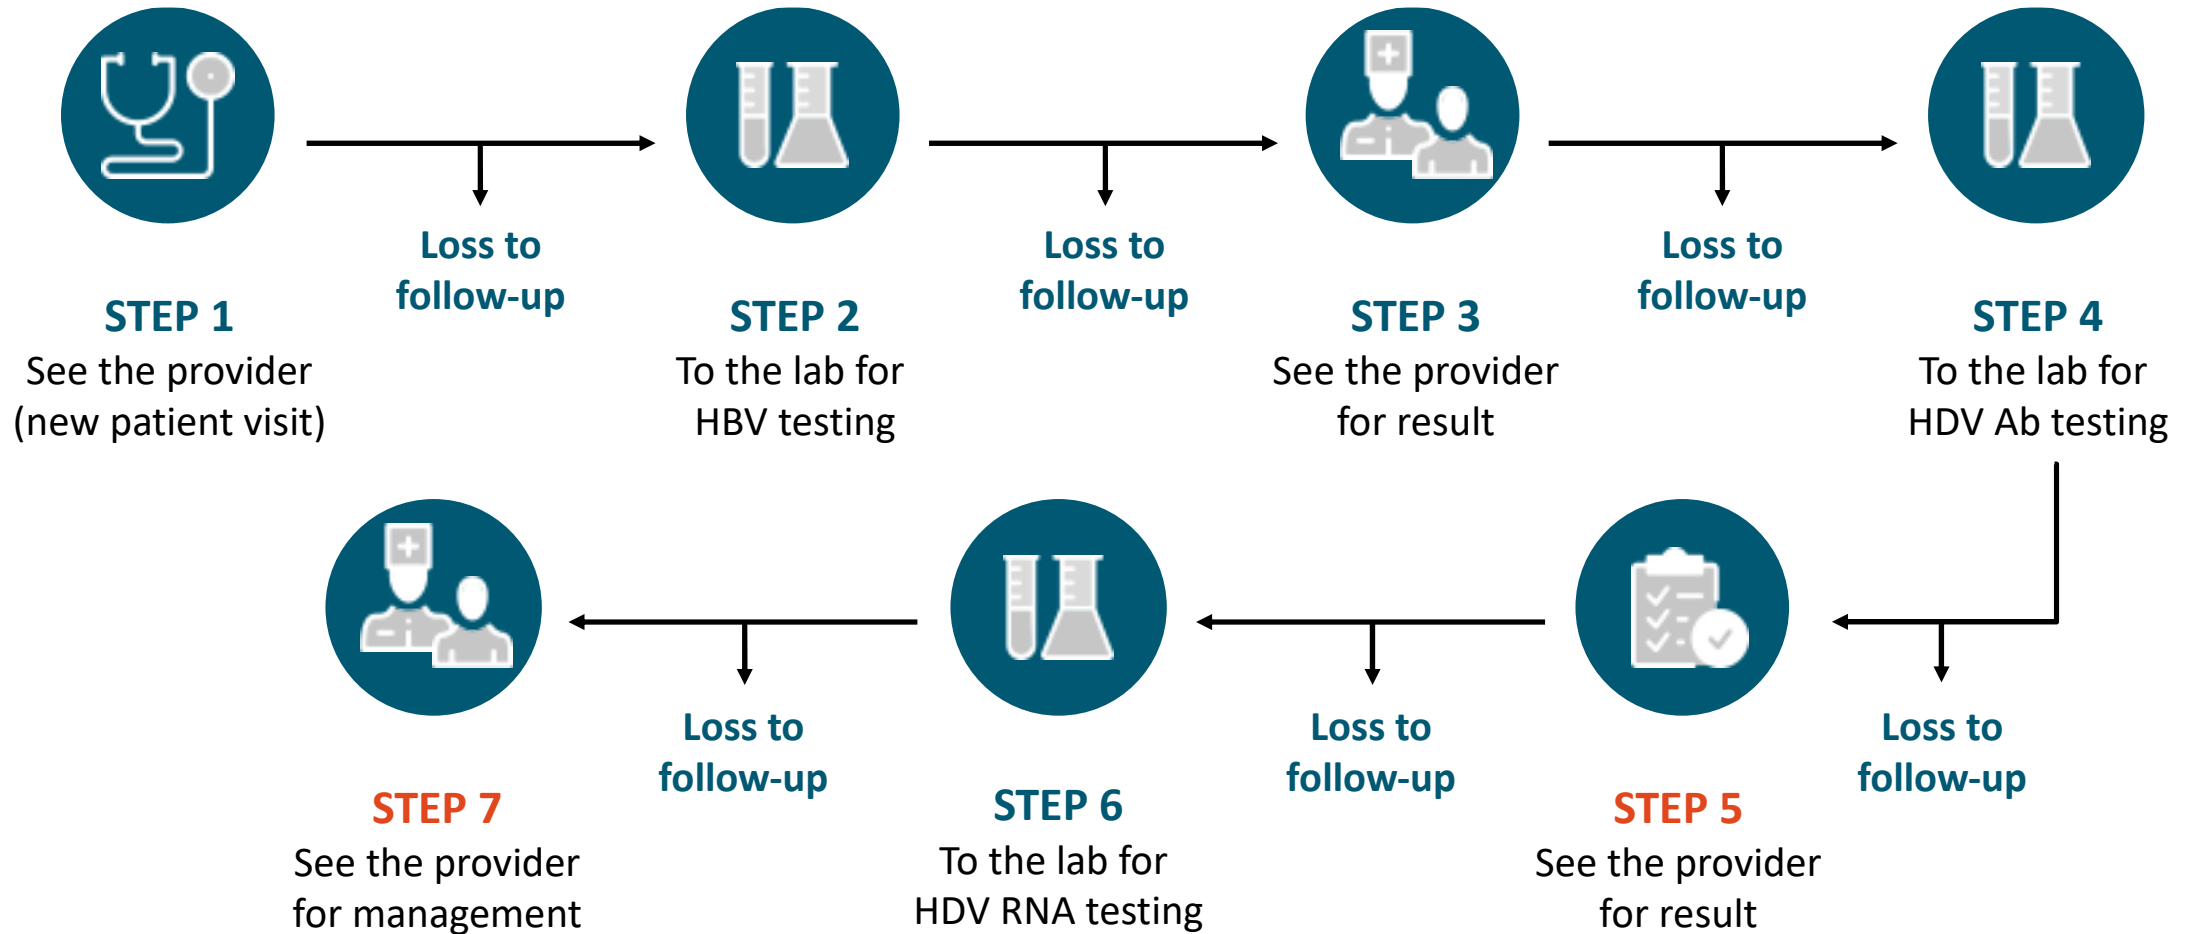 Loss to
follow-up
Loss to
follow-up
Loss to
follow-up
STEP 1
See the provider
(new patient visit)
STEP 2
To the lab for
HBV testing
STEP 3
See the provider
for result
STEP 4
To the lab for
HDV Ab testing
Loss to
follow-up
Loss to
follow-up
Loss to
follow-up
STEP 5
See the provider
for result
STEP 6
To the lab for
HDV RNA testing
STEP 7
See the provider
for management